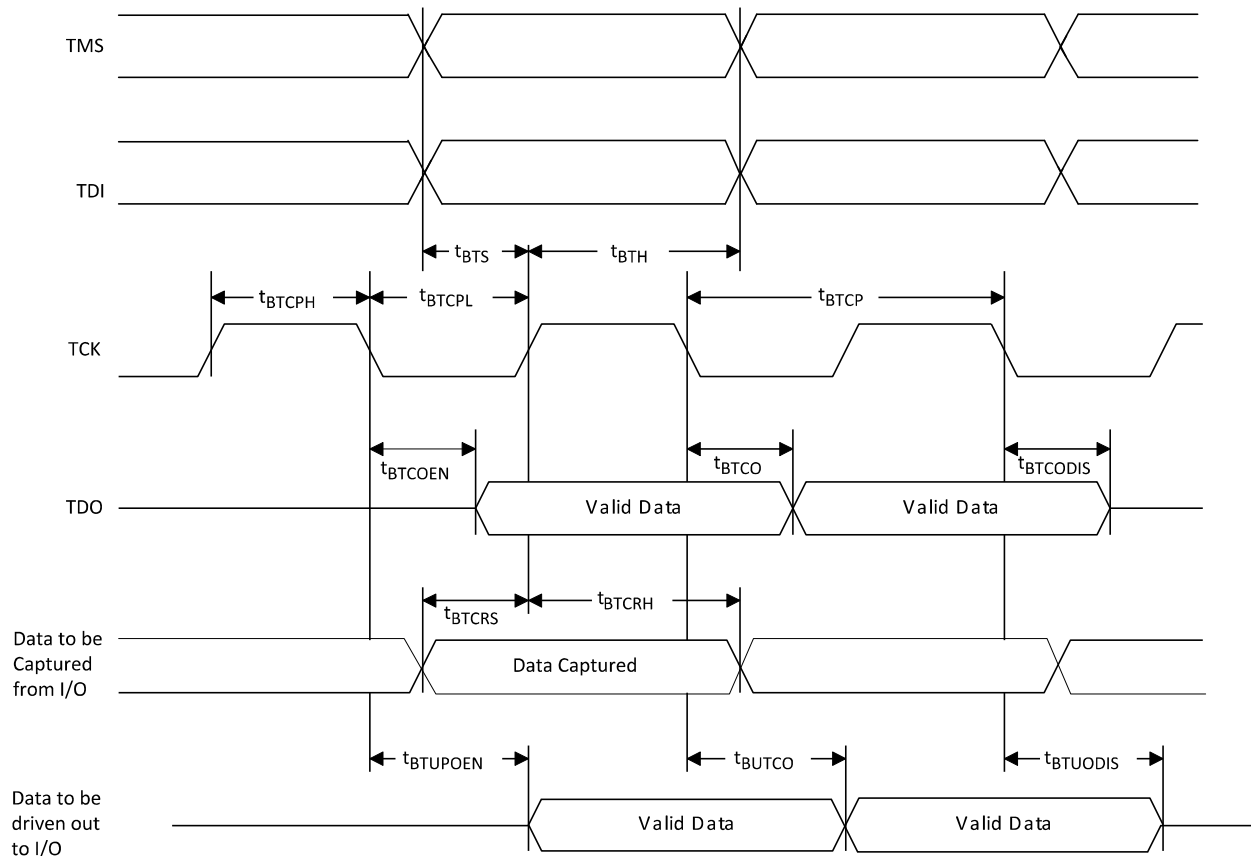 TMS
TDI
tBTS
tBTH
tBTCPH
tBTCPL
tBTCP
TCK
tBTCOEN
tBTCO
tBTCODIS
TDO
Valid Data
Valid Data
tBTCRS
tBTCRH
Data to be
Captured
from I/O
Data Captured
tBTUPOEN
tBUTCO
tBTUODIS
Data to be
driven out
to I/O
Valid Data
Valid Data